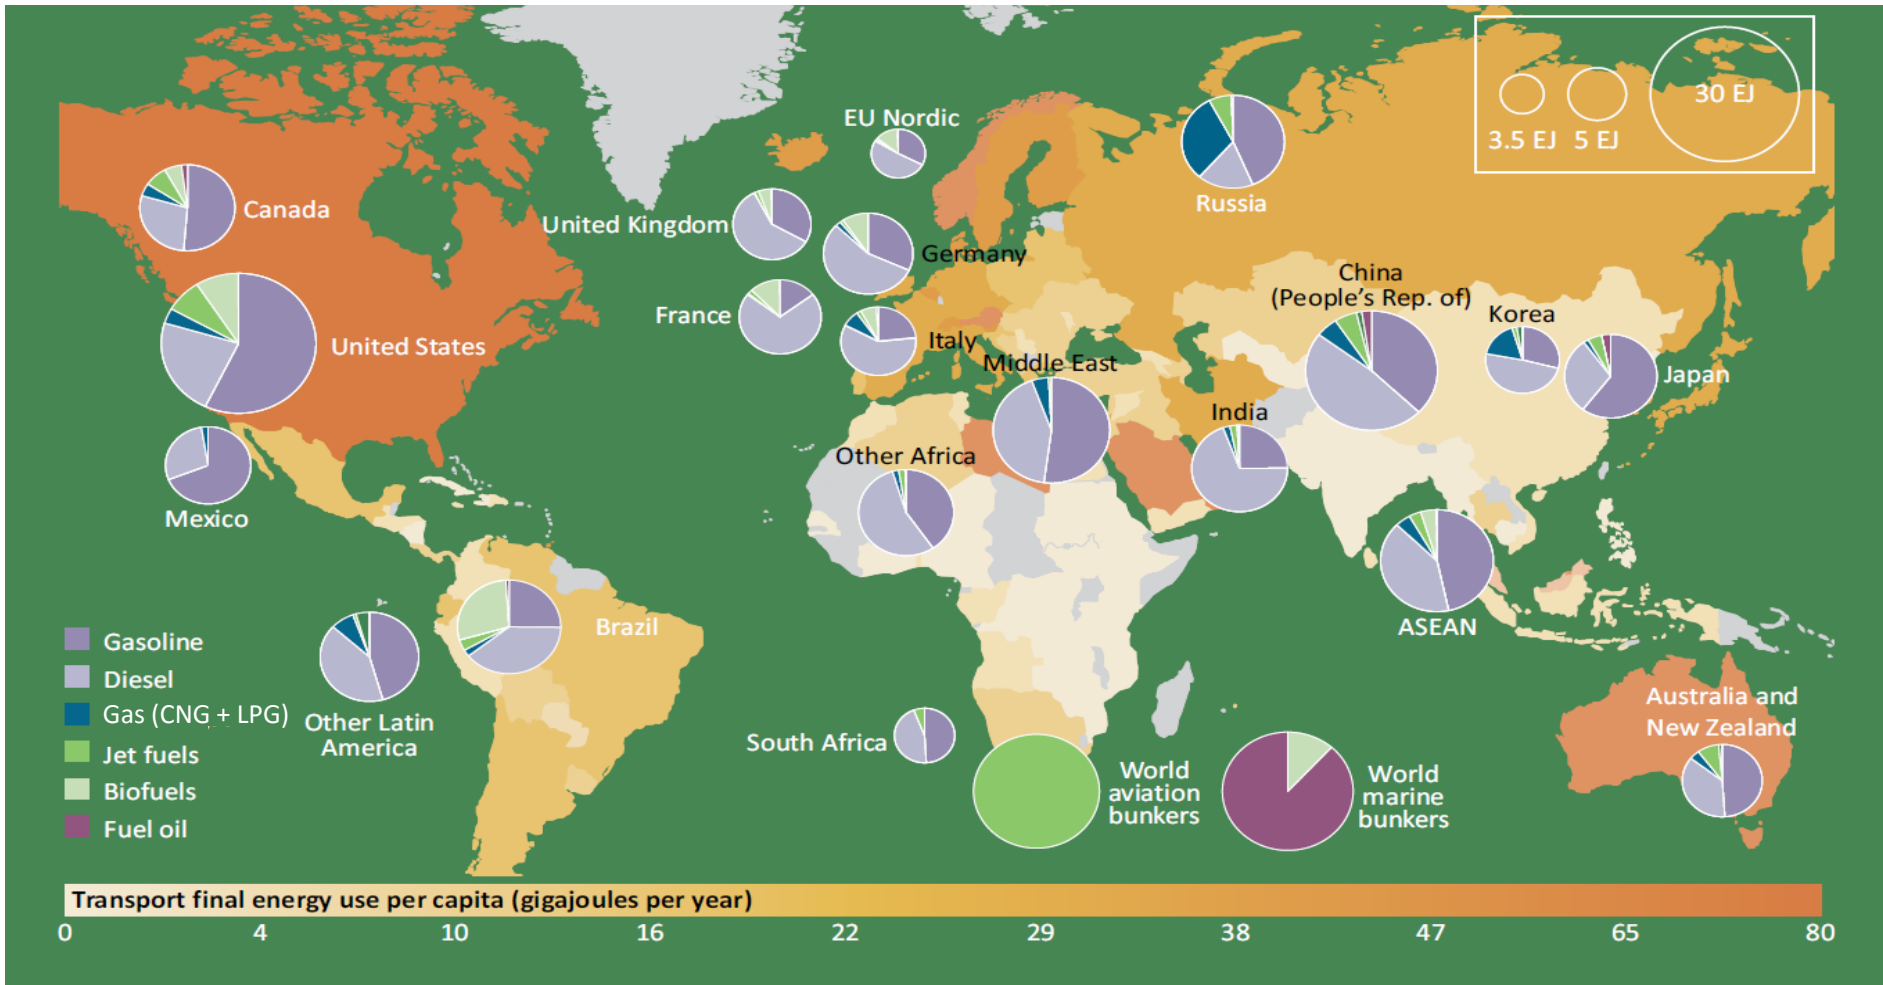 EU Nordic
30 EJ
3.5 EJ
5 EJ
Canada
United Kingdom
Russia
Germany
China
(People's Rep. of)
France
Korea
United States
Italy
Middle East
Japan
India
Other Africa
Mexico
Brazil
ASEAN
Gasoline
Diesel
Gas (CNG + LPG)
Jet fuels
Biofuels
Fuel oil
Other Latin
America
South Africa
World
aviation
bunkers
World
marine
bunkers
Australia and
New Zealand
Transport final energy use per capita (gigajoules per year)
0 4 10 16 22 29 38 47 65 80